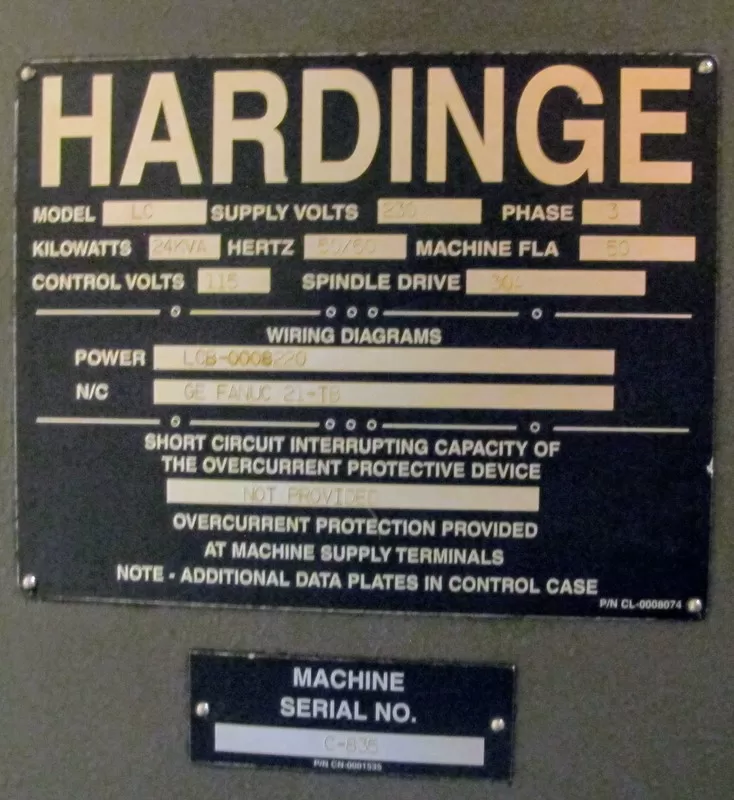 HARDINGE
MODEL LC SUPPLY VOLTS 230 PHASE 3
KILOWATTS 24KVA HERTZ 50/60 MACHINE FLA 50
CONTROL VOLTS 115 SPINDLE DRIVE
WIRING DIAGRAMS
POWER LCB-0008220
N/C GE FANUC 21-TB
SHORT CIRCUIT INTERRUPTING CAPACITY OF
THE OVERCURRENT PROTECTIVE DEVICE
NOT PROVIDED
OVERCURRENT PROTECTION PROVIDED
AT MACHINE SUPPLY TERMINALS
NOTE - ADDITIONAL DATA PLATES IN CONTROL CASE
P/N CL-0008074
MACHINE
SERIAL NO.
C-835
P/N CN-0001535